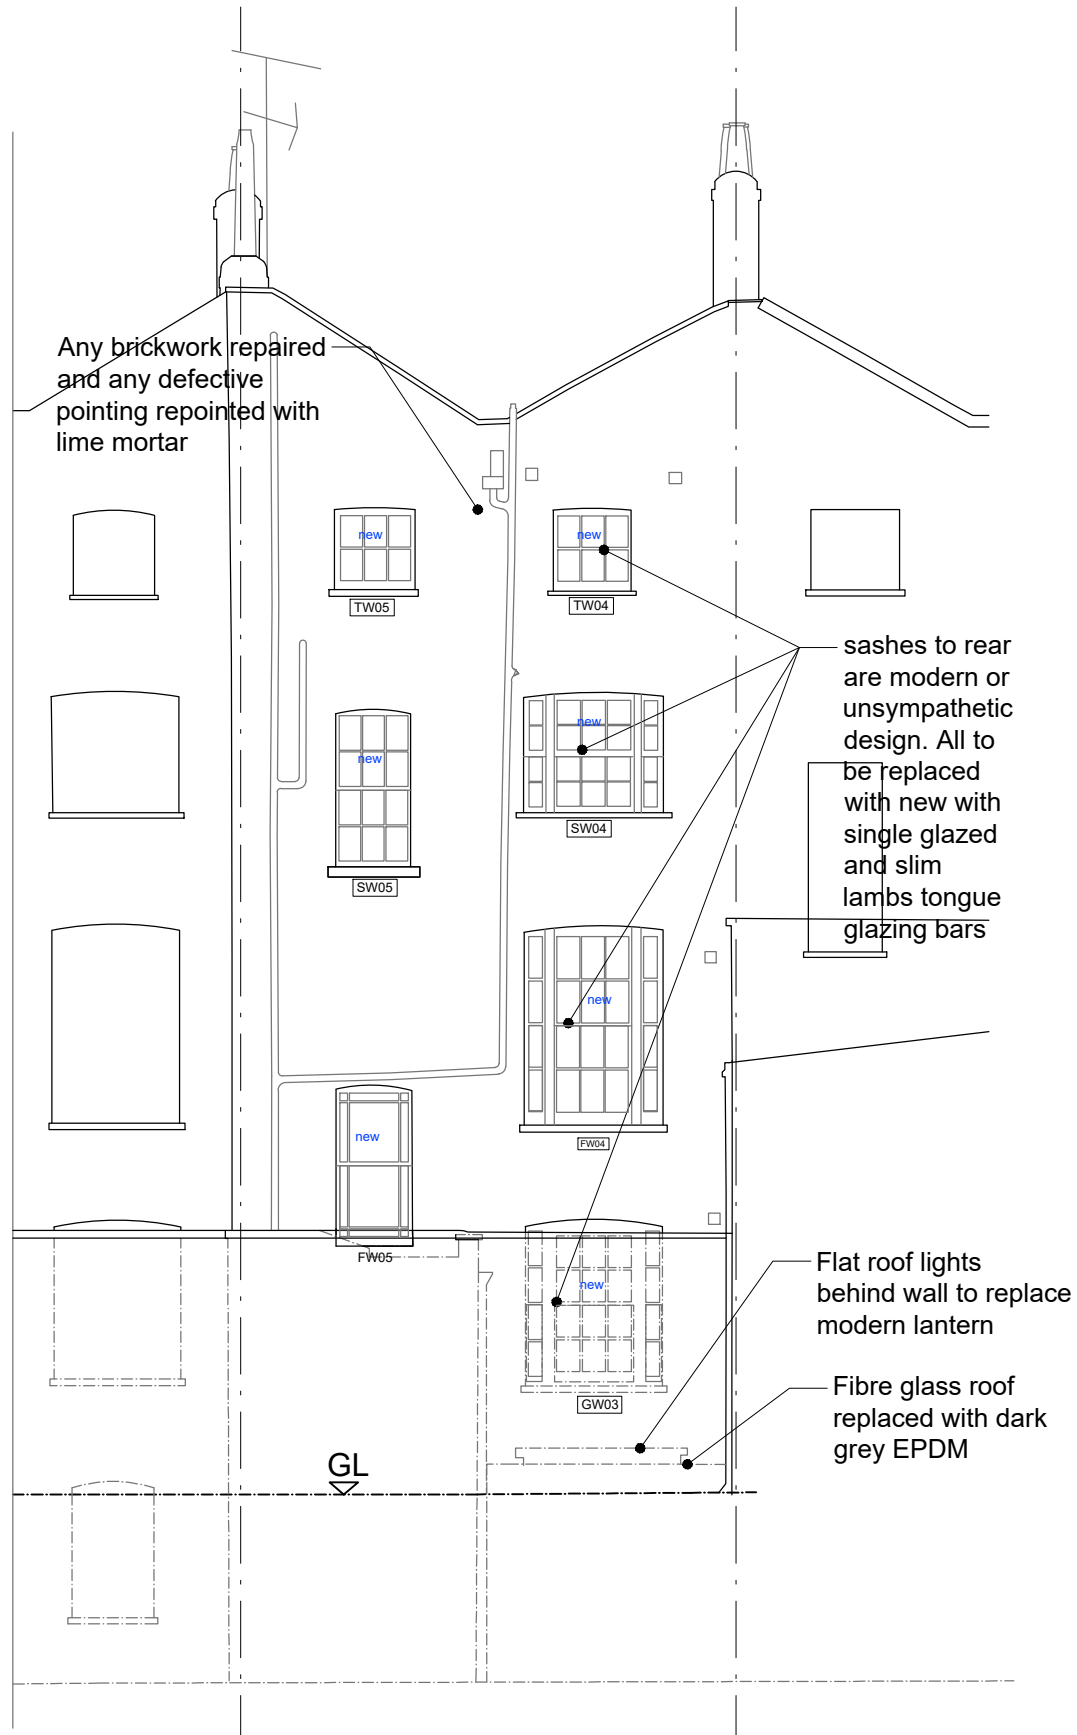 Any brickwork repaired
and any defective
pointing repointed with
lime mortar
new
new
TW05
TW04
sashes to rear
are modern or
unsympathetic
design. All to
be replaced
with new with
single glazed
and slim
lambs tongue
glazing bars
new
new
SW04
SW05
new
FW04
new
FW05
new
GW03
Flat roof lights
behind wall to replace
modern lantern
Fibre glass roof
replaced with dark
grey EPDM
GL